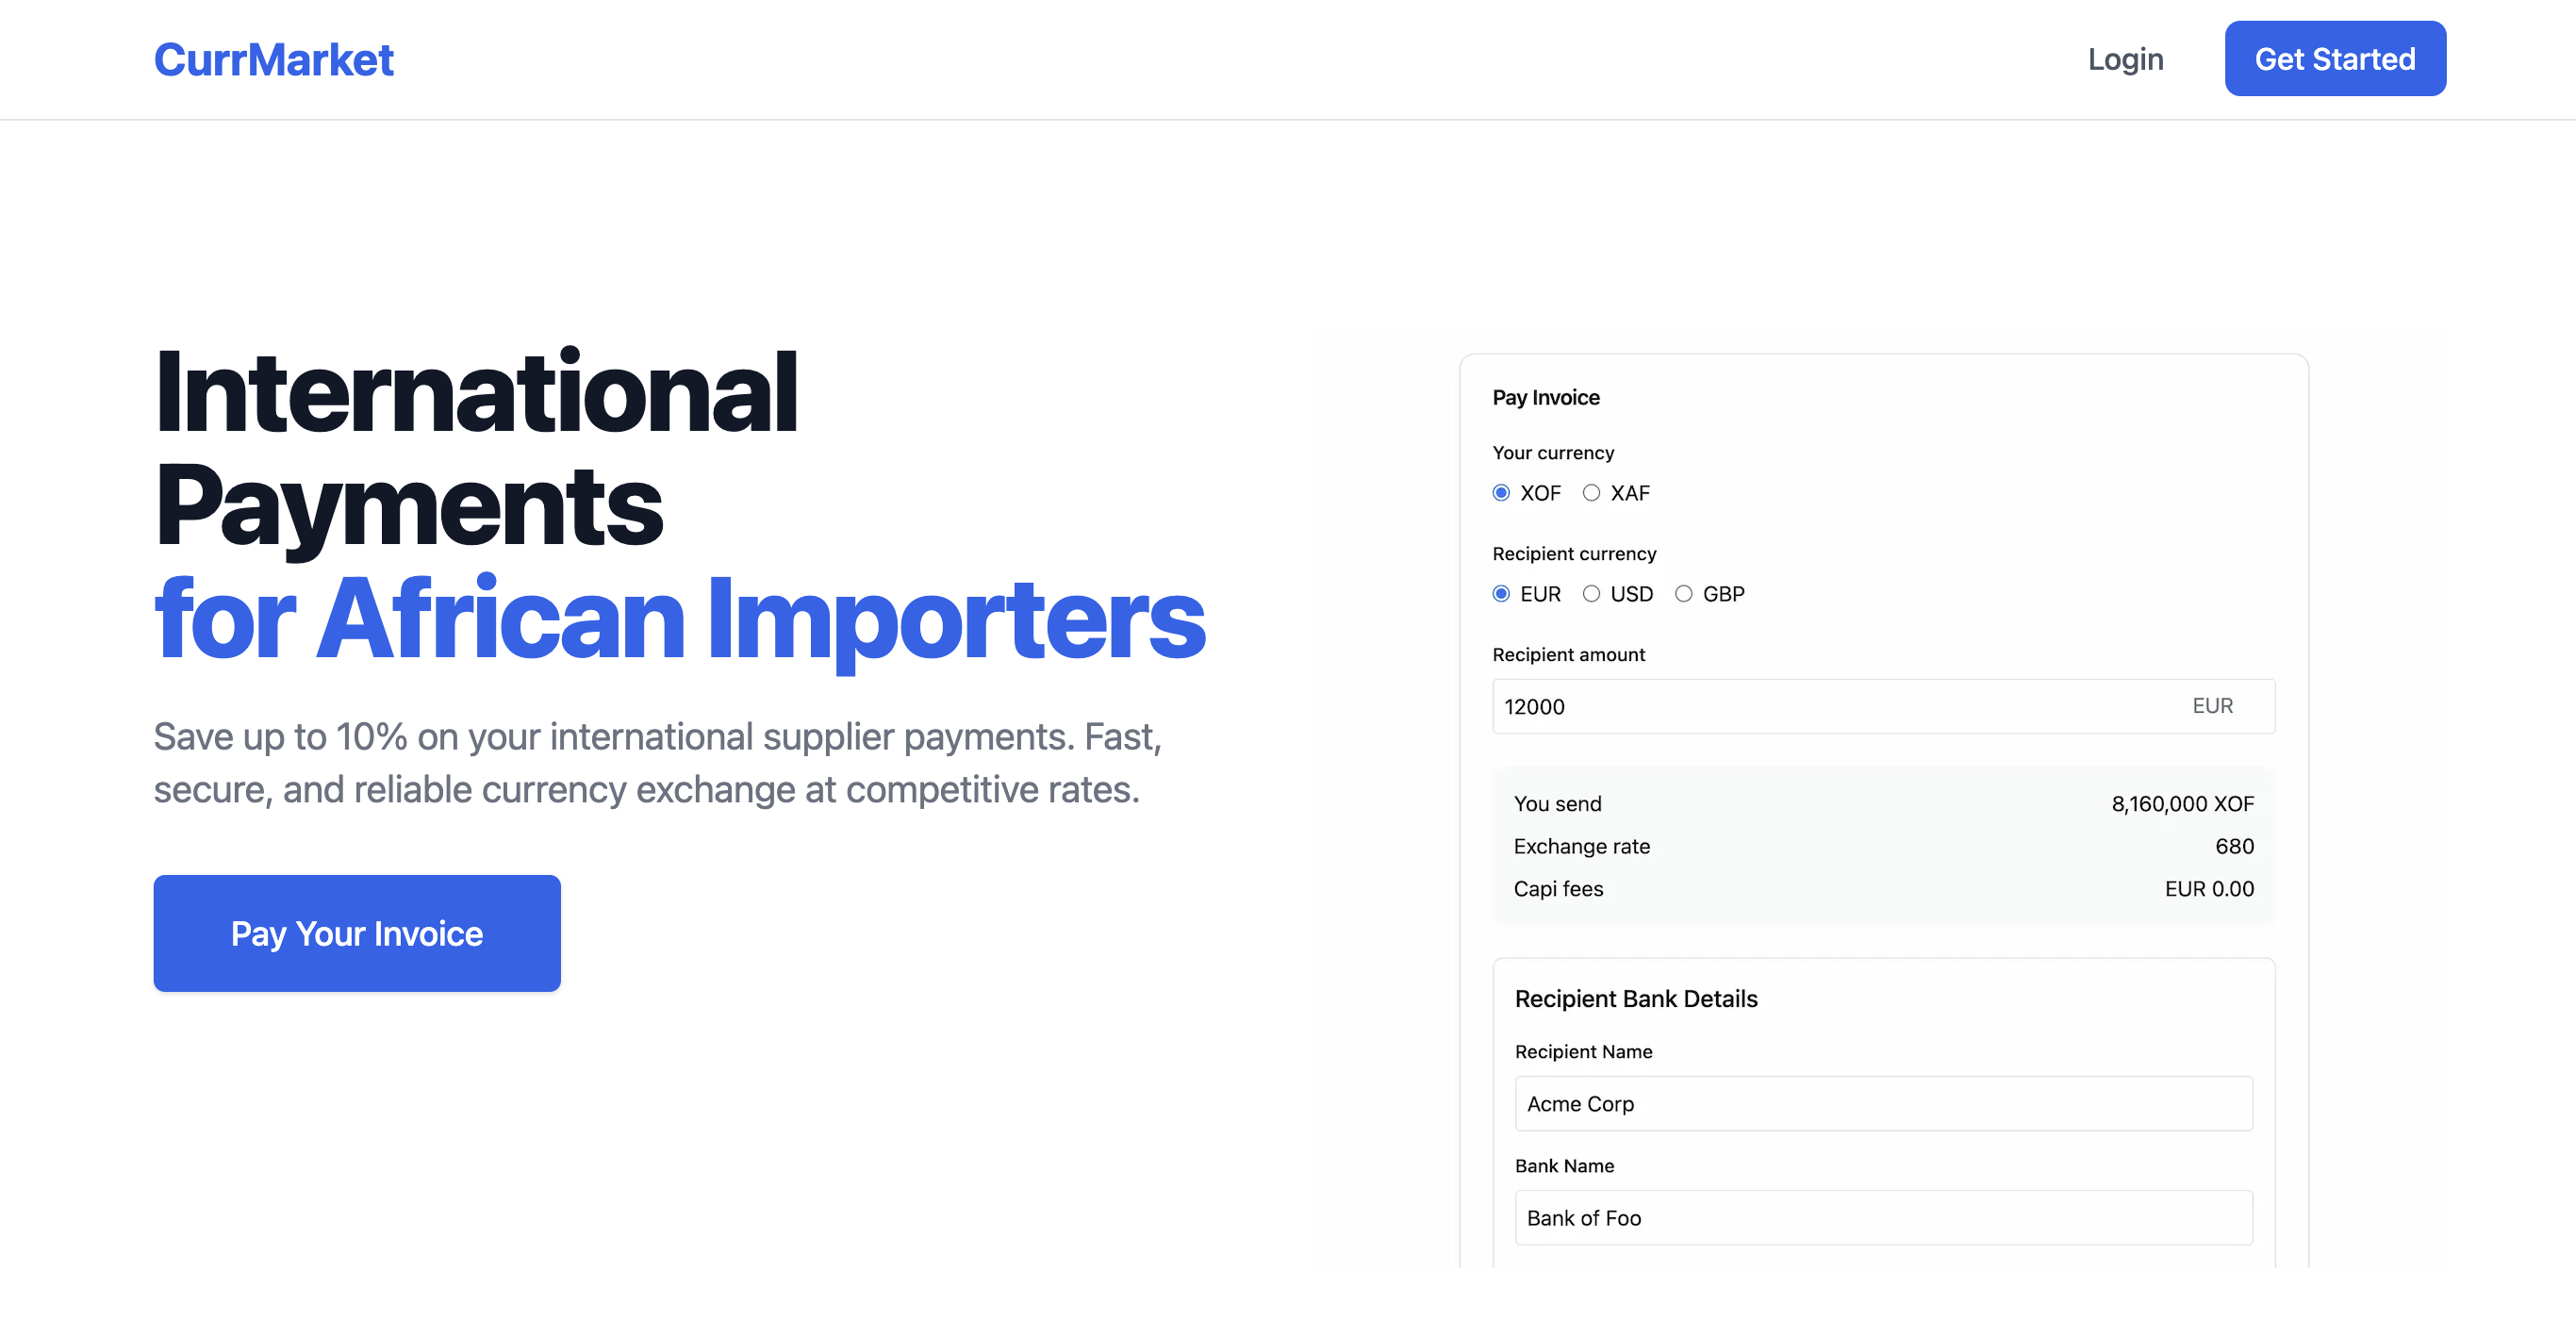 CurrMarket
Login
Get Started
International
Payments
for African Importers
Save up to 10% on your international supplier payments. Fast,
secure, and reliable currency exchange at competitive rates.
Pay Your Invoice
Pay Invoice
Your currency
XOF XAF
Recipient currency
EUR USD GBP
Recipient amount
12000 EUR
You send 8,160,000 XOF
Exchange rate 680
Capi fees EUR 0.00
Recipient Bank Details
Recipient Name
Acme Corp
Bank Name
Bank of Foo